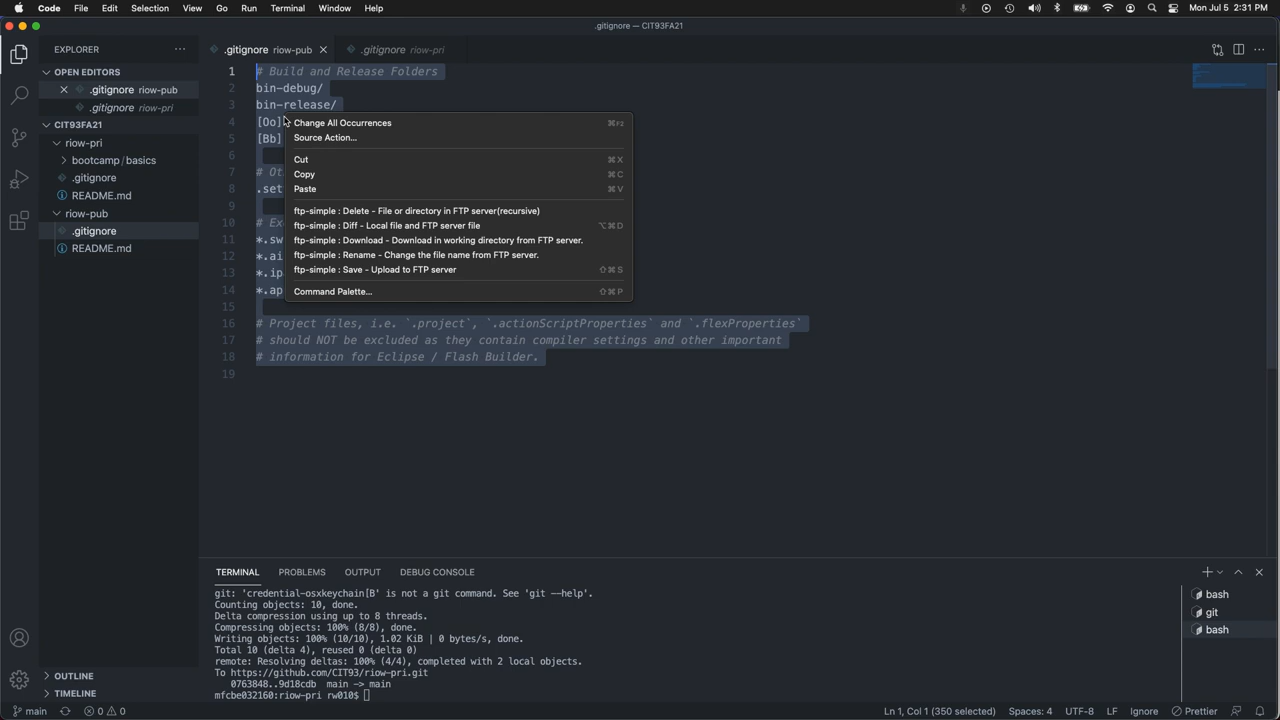 Code File Edit Selection View Go Run Terminal Window Help Mon Jul 5 2:31 PM
.gitignore — CIT93FA21
EXPLORER
.gitignore riow-pub
.gitignore riow-pri
OPEN EDITORS
.gitignore riow-pub
.gitignore riow-pri
CIT93FA21
riow-pri
bootcamp/basics
.gitignore
README.md
riow-pub
.gitignore
README.md
1 # Build and Release Folders
2 bin-debug/
3 bin-release/
4 [Oo]
5 [Bb]
6
7 # Ot
8 .set
9
10 # Ex
11 *.sw
12 *.ai
13 *.ip
14 *.ap
15
16 # Project files, i.e. `.project`, `.actionScriptProperties` and `.flexProperties`
17 # should NOT be excluded as they contain compiler settings and other important
18 # information for Eclipse / Flash Builder.
19
Change All Occurrences ⌘F2
Source Action...
Cut ⌘X
Copy ⌘C
Paste ⌘V
ftp-simple : Delete - File or directory in FTP server(recursive)
ftp-simple : Diff - Local file and FTP server file ⌥⌘D
ftp-simple : Download - Download in working directory from FTP server.
ftp-simple : Rename - Change the file name from FTP server.
ftp-simple : Save - Upload to FTP server ⇧⌘S
Command Palette... ⇧⌘P
TERMINAL PROBLEMS OUTPUT DEBUG CONSOLE
git: 'credential-osxkeychain[B' is not a git command. See 'git --help'.
Counting objects: 10, done.
Delta compression using up to 8 threads.
Compressing objects: 100% (8/8), done.
Writing objects: 100% (10/10), 1.02 KiB | 0 bytes/s, done.
Total 10 (delta 4), reused 0 (delta 0)
remote: Resolving deltas: 100% (4/4), completed with 2 local objects.
To https://github.com/CIT93/riow-pri.git
0763848..9d18cdb main -> main
mfcbe032160:riow-pri rw010$
bash
git
bash
OUTLINE
TIMELINE
main 0 0 Ln 1, Col 1 (350 selected) Spaces: 4 UTF-8 LF Ignore Prettier